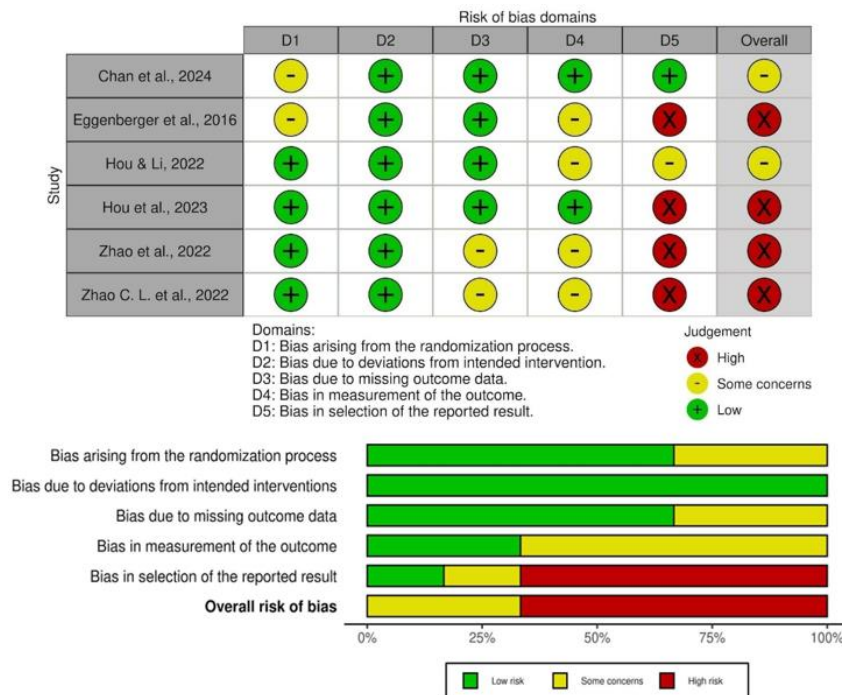 Risk of bias domains
D1 D2 D3 D4 D5 Overall
Study
Chan et al., 2024 - + + + + -
Eggenberger et al., 2016 - + + - X X
Hou & Li, 2022 + + + - - -
Hou et al., 2023 + + + + X X
Zhao et al., 2022 + + - - X X
Zhao C. L. et al., 2022 + + - - X X
Domains:
D1: Bias arising from the randomization process.
D2: Bias due to deviations from intended intervention.
D3: Bias due to missing outcome data.
D4: Bias in measurement of the outcome.
D5: Bias in selection of the reported result.
Judgement
X High
- Some concerns
+ Low
Bias arising from the randomization process
Bias due to deviations from intended interventions
Bias due to missing outcome data
Bias in measurement of the outcome
Bias in selection of the reported result
Overall risk of bias
0% 25% 50% 75% 100%
Low risk Some concerns High risk